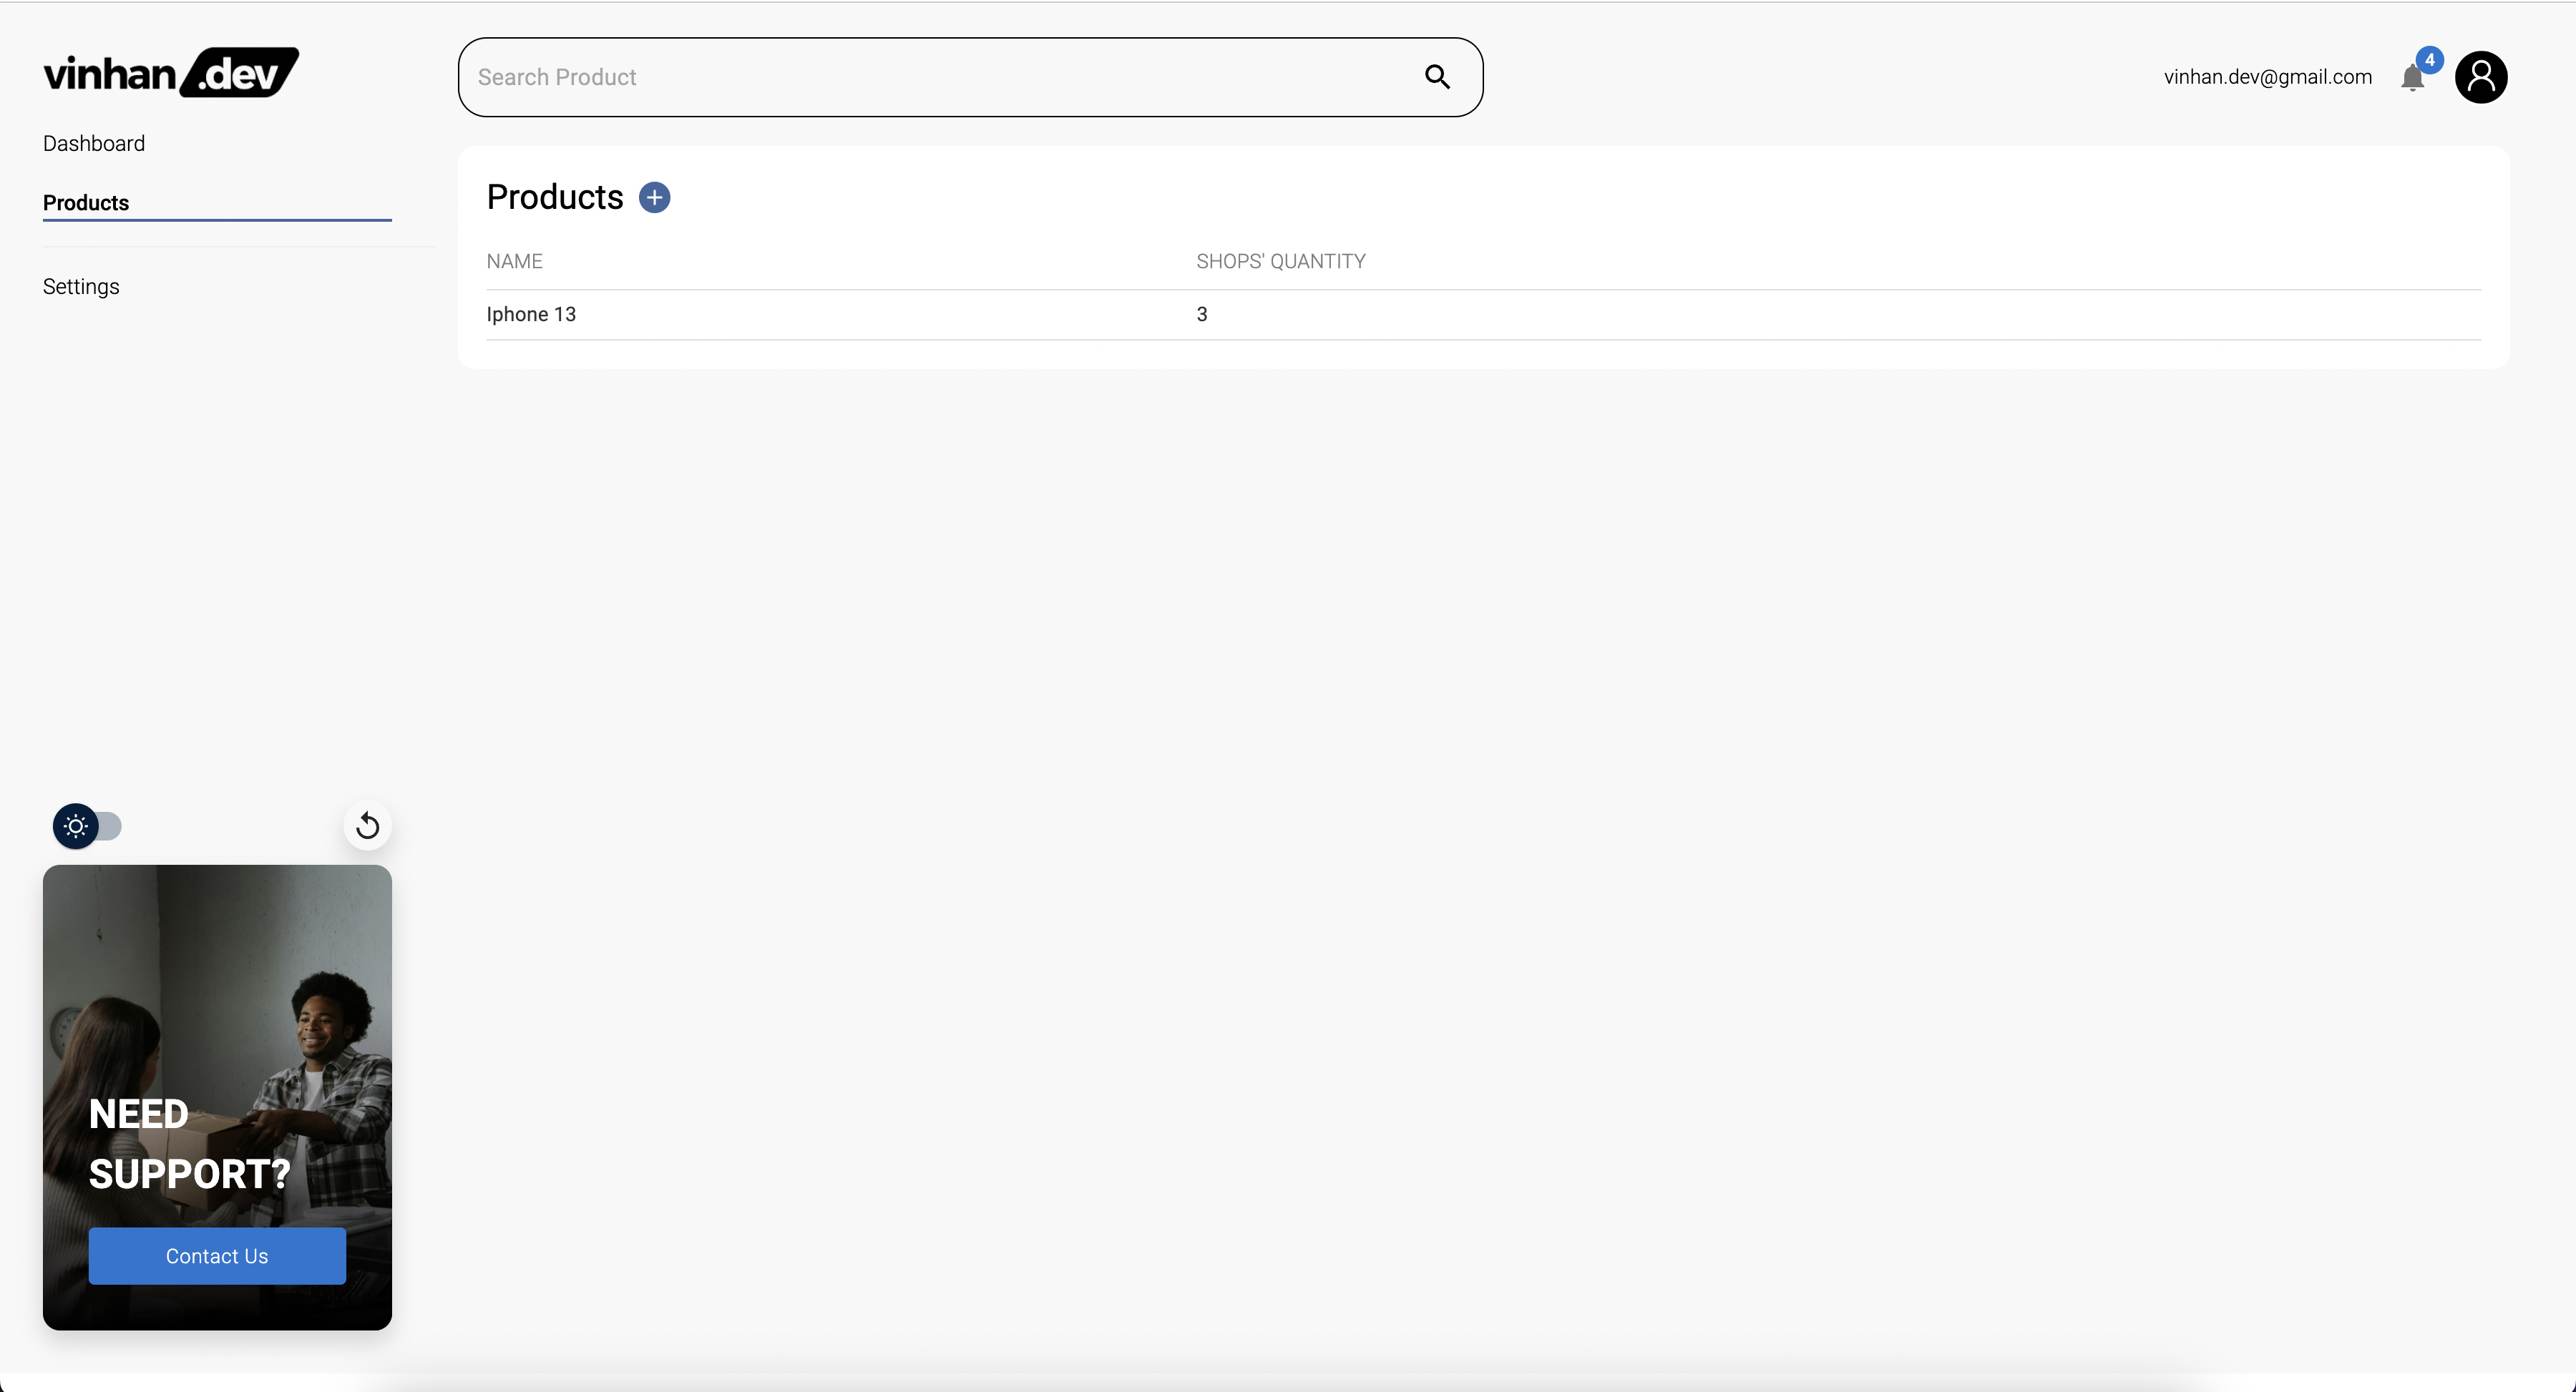 vinhan.dev
Search Product
vinhan.dev@gmail.com
4
Dashboard
Products
Settings
Products
NAME SHOPS' QUANTITY
Iphone 13 3
NEED
SUPPORT?
Contact Us